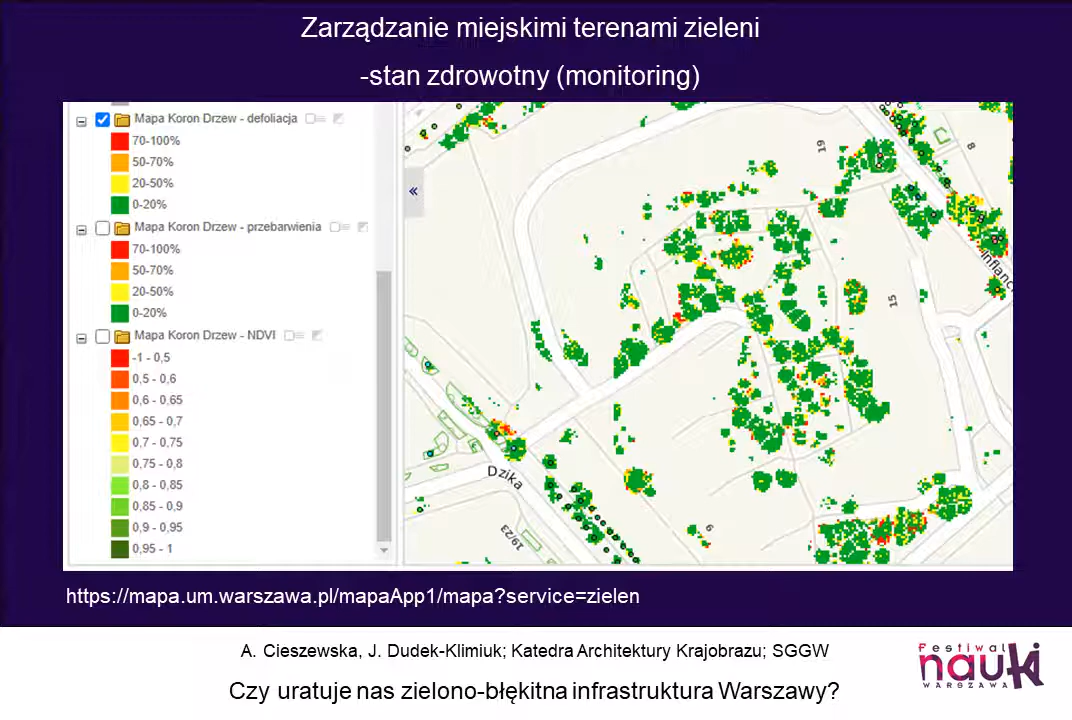 Zarządzanie miejskimi terenami zieleni
-stan zdrowotny (monitoring)
Mapa Koron Drzew - defoliacja
70-100%
50-70%
20-50%
0-20%
Mapa Koron Drzew - przebarwienia
70-100%
50-70%
20-50%
0-20%
Mapa Koron Drzew - NDVI
-1 - 0,5
0,5 - 0,6
0,6 - 0,65
0,65 - 0,7
0,7 - 0,75
0,75 - 0,8
0,8 - 0,85
0,85 - 0,9
0,9 - 0,95
0,95 - 1
«
19
8
Inflanc
15
Dzika
19/23
6
https://mapa.um.warszawa.pl/mapaApp1/mapa?service=zielen
A. Cieszewska, J. Dudek-Klimiuk; Katedra Architektury Krajobrazu; SGGW
Czy uratuje nas zielono-błękitna infrastruktura Warszawy?
Festiwal
nauki
WARSZAWA